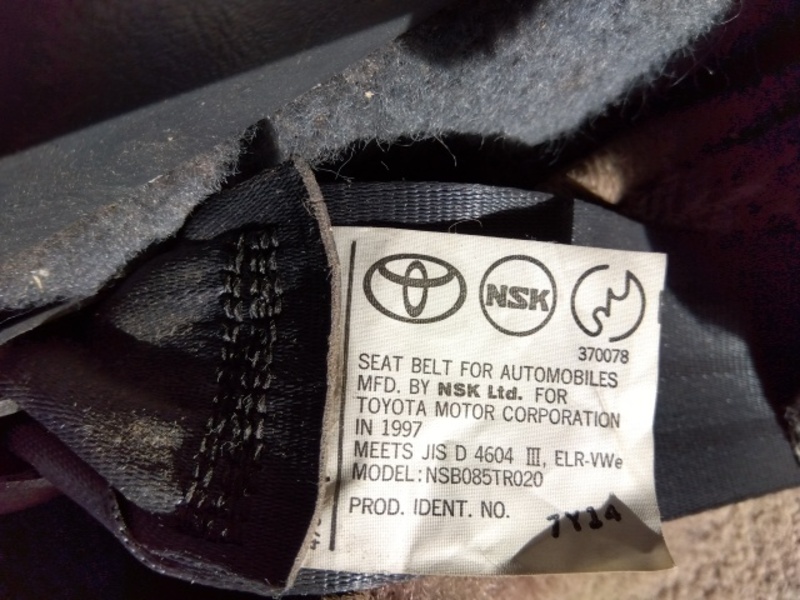 NSK
370078
SEAT BELT FOR AUTOMOBILES
MFD. BY NSK Ltd. FOR
TOYOTA MOTOR CORPORATION
IN 1997
MEETS JIS D 4604 III, ELR-VWe
MODEL:NSB085TR020
PROD. IDENT. NO. 7Y14